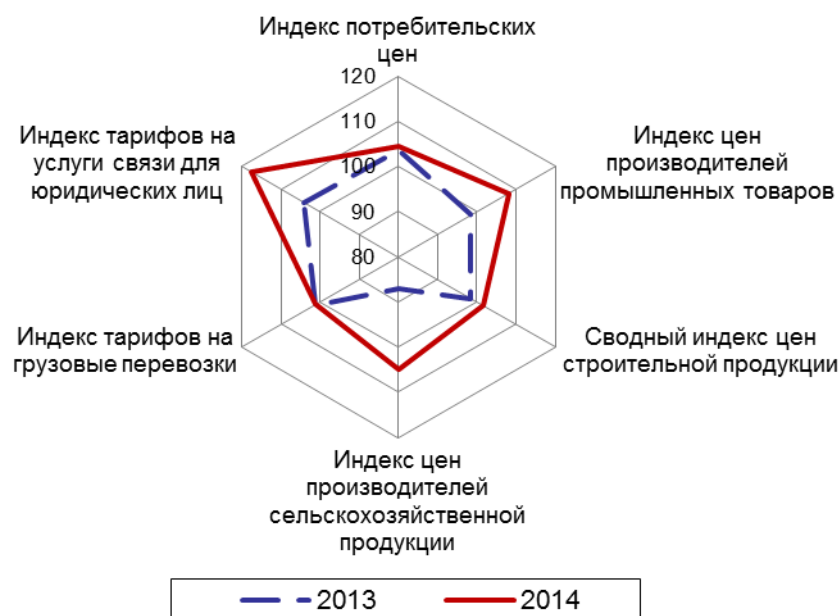 Индекс потребительских
цен
120
110
100
90
80
Индекс цен
производителей
промышленных товаров
Сводный индекс цен
строительной продукции
Индекс цен
производителей
сельскохозяйственной
продукции
Индекс тарифов на
грузовые перевозки
Индекс тарифов на
услуги связи для
юридических лиц
2013
2014